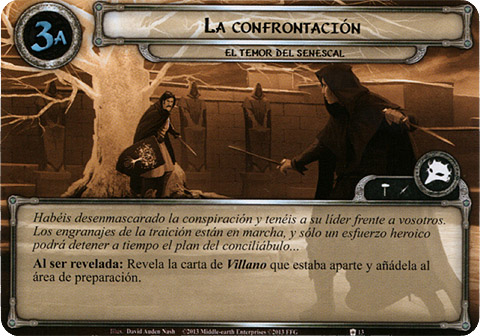 3A
La confrontación
El temor del senescal
Habéis desenmascarado la conspiración y tenéis a su líder frente a vosotros.
Los engranajes de la traición están en marcha, y sólo un esfuerzo heroico
podrá detener a tiempo el plan del conciliábulo...
Al ser revelada: Revela la carta de Villano que estaba aparte y añádela al
área de preparación.
Illus. David Auden Nash ©2013 Middle-earth Enterprises ©2013 FFG 13